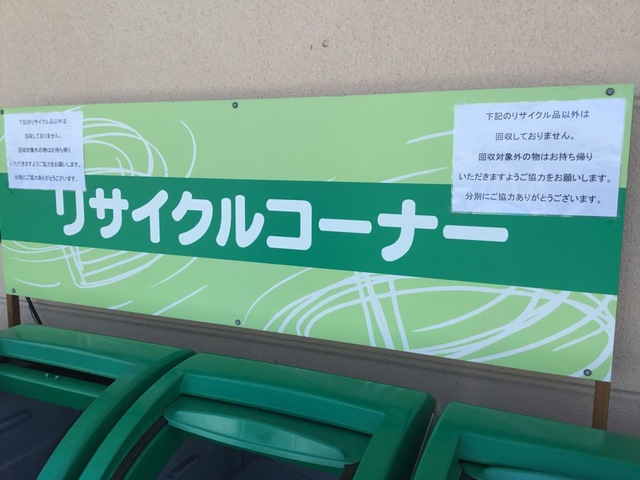 下記のリサイクル品以外は
回収しておりません。
回収対象外の物はお持ち帰り
いただきますようご協力をお願いします。
分別にご協力ありがとうございます。
リサイクルコーナー
下記のリサイクル品以外は
回収しておりません。
回収対象外の物はお持ち帰り
いただきますようご協力をお願いします。
分別にご協力ありがとうございます。